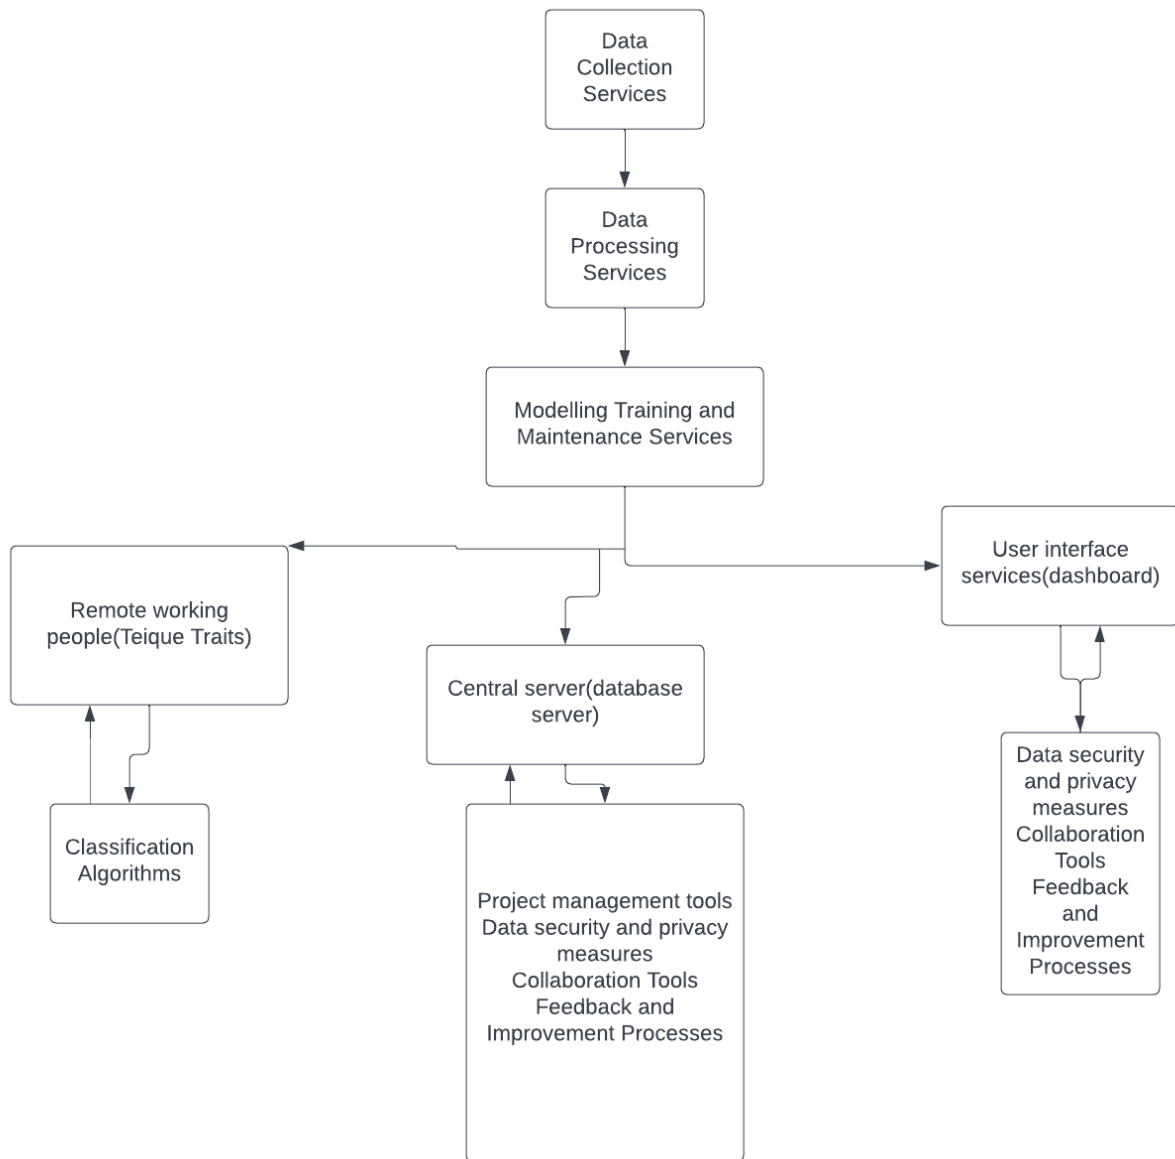 Data
Collection
Services
Data
Processing
Services
Modelling Training and
Maintenance Services
User interface
services(dashboard)
Remote working
people(Teique Traits)
Central server(database
server)
Classification
Algorithms
Project management tools
Data security and privacy
measures
Collaboration Tools
Feedback and
Improvement Processes
Data security
and privacy
measures
Collaboration
Tools
Feedback
and
Improvement
Processes